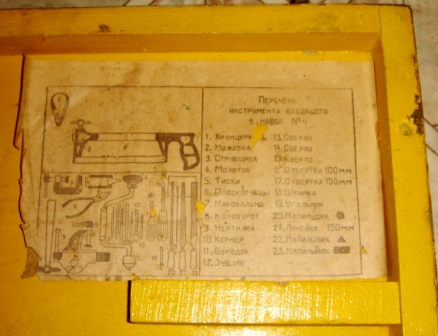 Перечень
инструмента входящего
в набор №4
1. Кронцирк
2. Ножовка
3. Струбцина
4. Молоток
5. Тиски
6. Плоскогубцы
7. Наковальня
8. Коловорот
9. Чертилка
10. Кернер
11. Бородок
12. Зубило
13. Сверло
14. Сверло
15. Сверло
16. Отвертка 100мм
17. Отвертка 150мм
18. Шкурка
19. Угольник
20. Напильник
21. Линейка 150мм
22. Напильник
23. Напильник